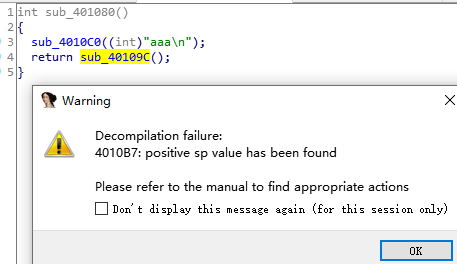 1 int sub_401080()
2 {
3 sub_4010C0((int)"aaa\n");
4 return sub_40109C();
5 }
Warning
Decompilation failure:
4010B7: positive sp value has been found
Please refer to the manual to find appropriate actions
Don't display this message again (for this session only)
OK